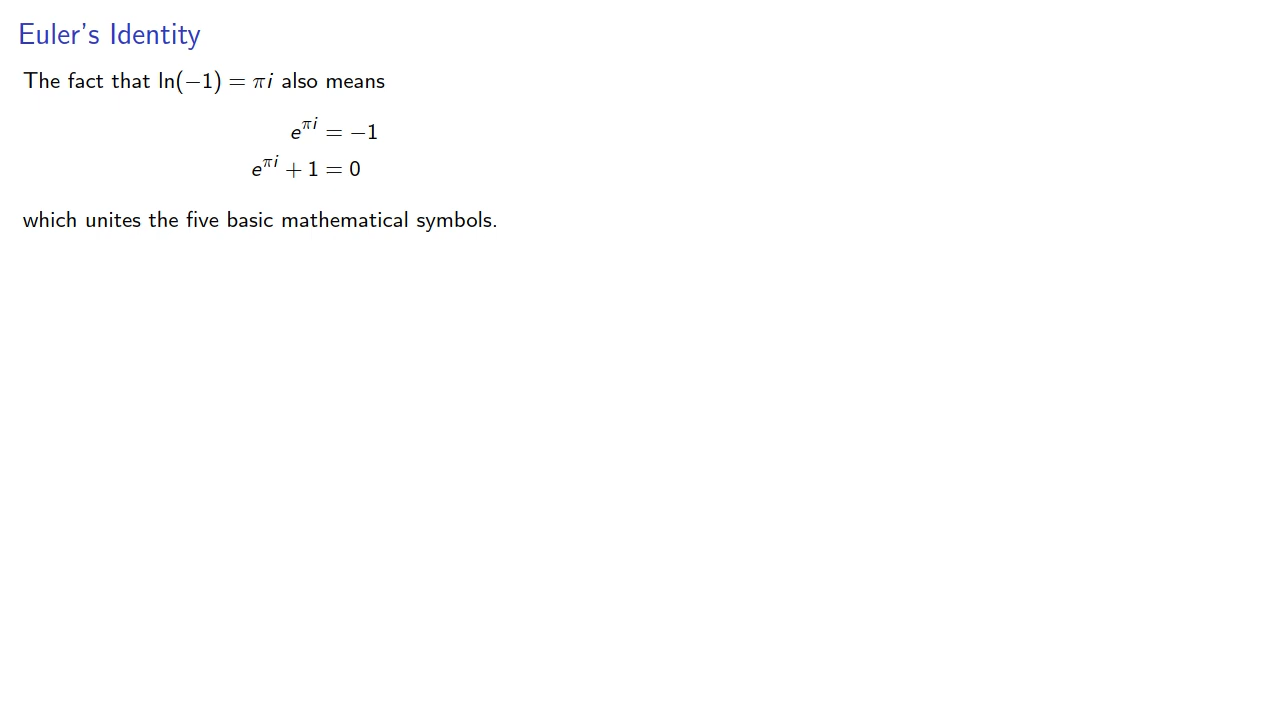 Euler's Identity
The fact that ln(−1) = πi also means
e^{πi} = −1
e^{πi} + 1 = 0
which unites the five basic mathematical symbols.